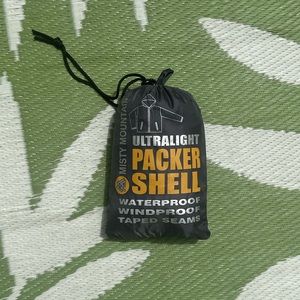 MISTY MOUNTAIN
ULTRALIGHT
PACKER
SHELL
WATERPROOF
WINDPROOF
TAPED SEAMS